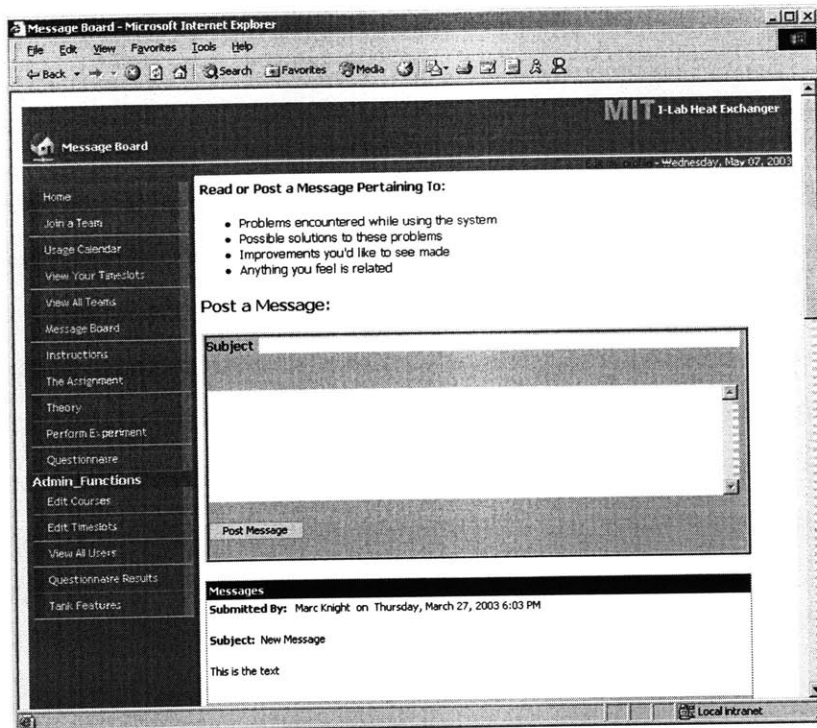 Message Board - Microsoft Internet Explorer
File Edit View Favorites Tools Help
Back Search Favorites Media
MIT I-Lab Heat Exchanger
Message Board
- Wednesday, May 07, 2003
Home
Join a Team
Usage Calendar
View Your Timeslots
View All Teams
Message Board
Instructions
The Assignment
Theory
Perform Experiment
Questionnaire
Admin_Functions
Edit Courses
Edit Timeslots
View All Users
Questionnaire Results
Tank Features
Read or Post a Message Pertaining To:
• Problems encountered while using the system
• Possible solutions to these problems
• Improvements you'd like to see made
• Anything you feel is related
Post a Message:
Subject
Post Message
Messages
Submitted By: Marc Knight on Thursday, March 27, 2003 6:03 PM
Subject: New Message
This is the text
Local intranet